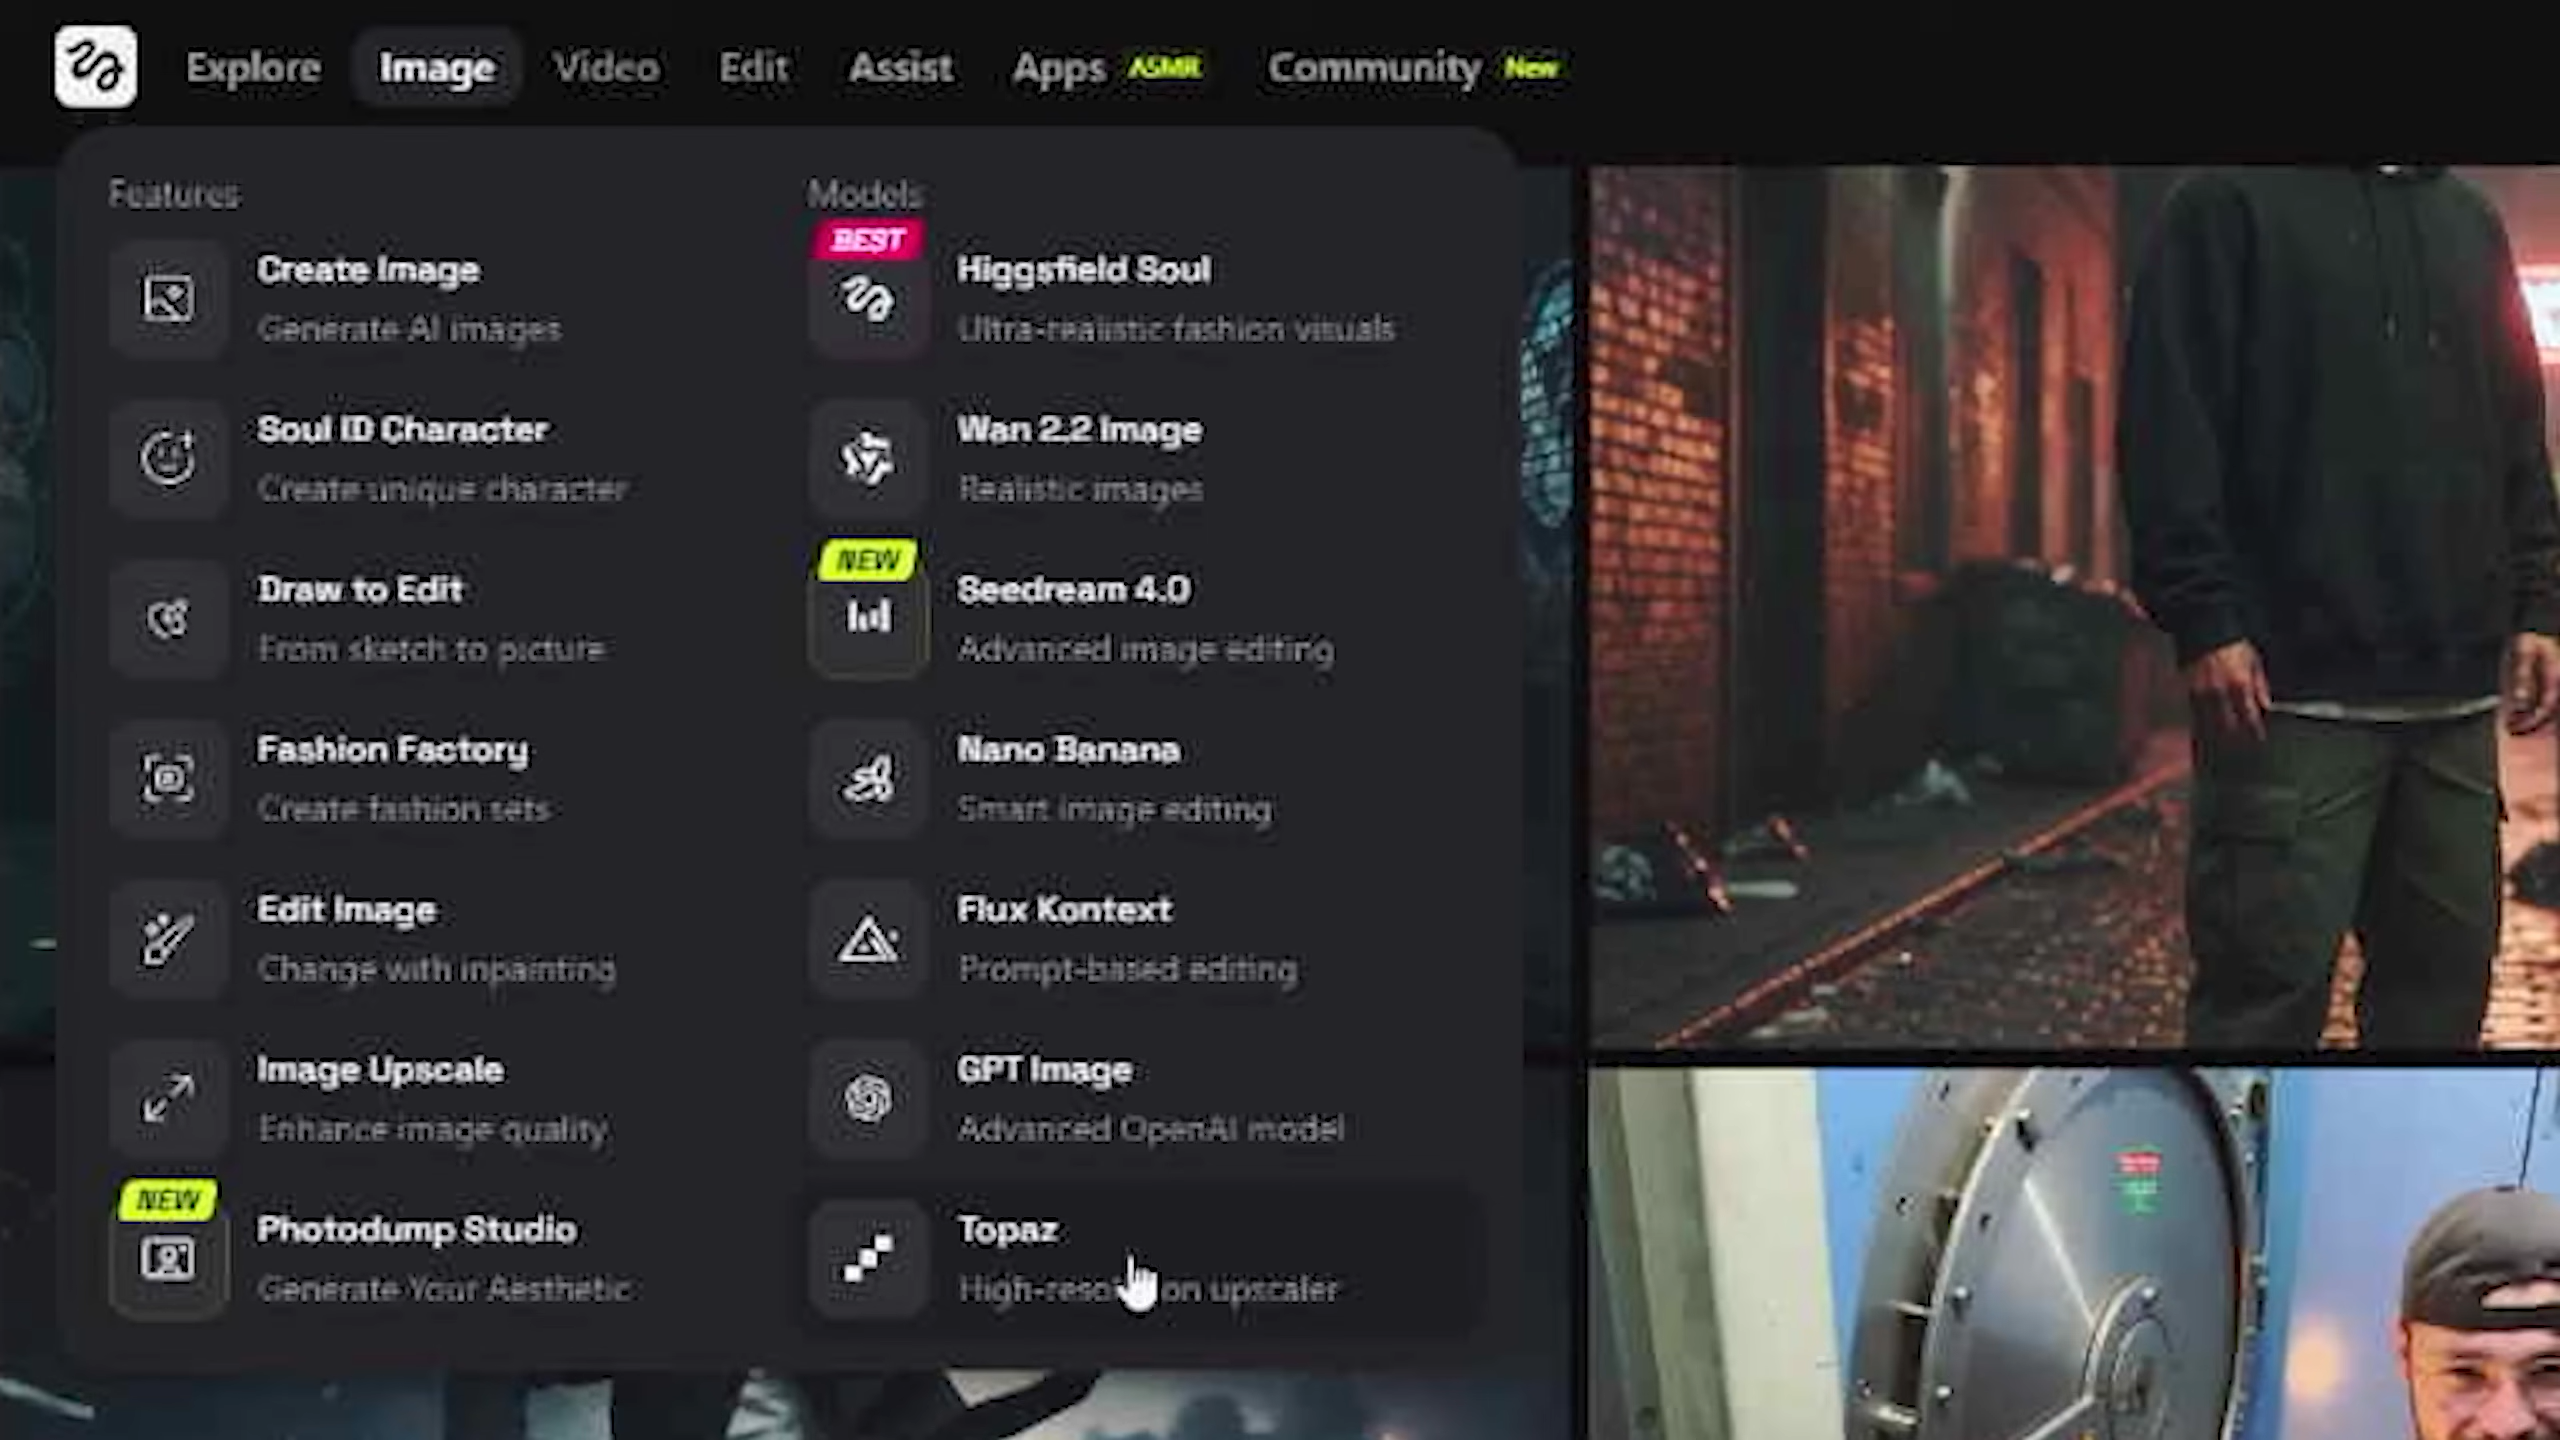 Explore Image Video Edit Assist Apps ASMR Community New
Features
Create Image
Generate AI images
Soul ID Character
Create unique character
Draw to Edit
From sketch to picture
Fashion Factory
Create fashion sets
Edit Image
Change with inpainting
Image Upscale
Enhance image quality
NEW
Photodump Studio
Generate Your Aesthetic
Models
BEST
Higgsfield Soul
Ultra-realistic fashion visuals
Wan 2.2 Image
Realistic images
NEW
Seedream 4.0
Advanced image editing
Nano Banana
Smart image editing
Flux Kontext
Prompt-based editing
GPT Image
Advanced OpenAI model
Topaz
High-reso on upscaler